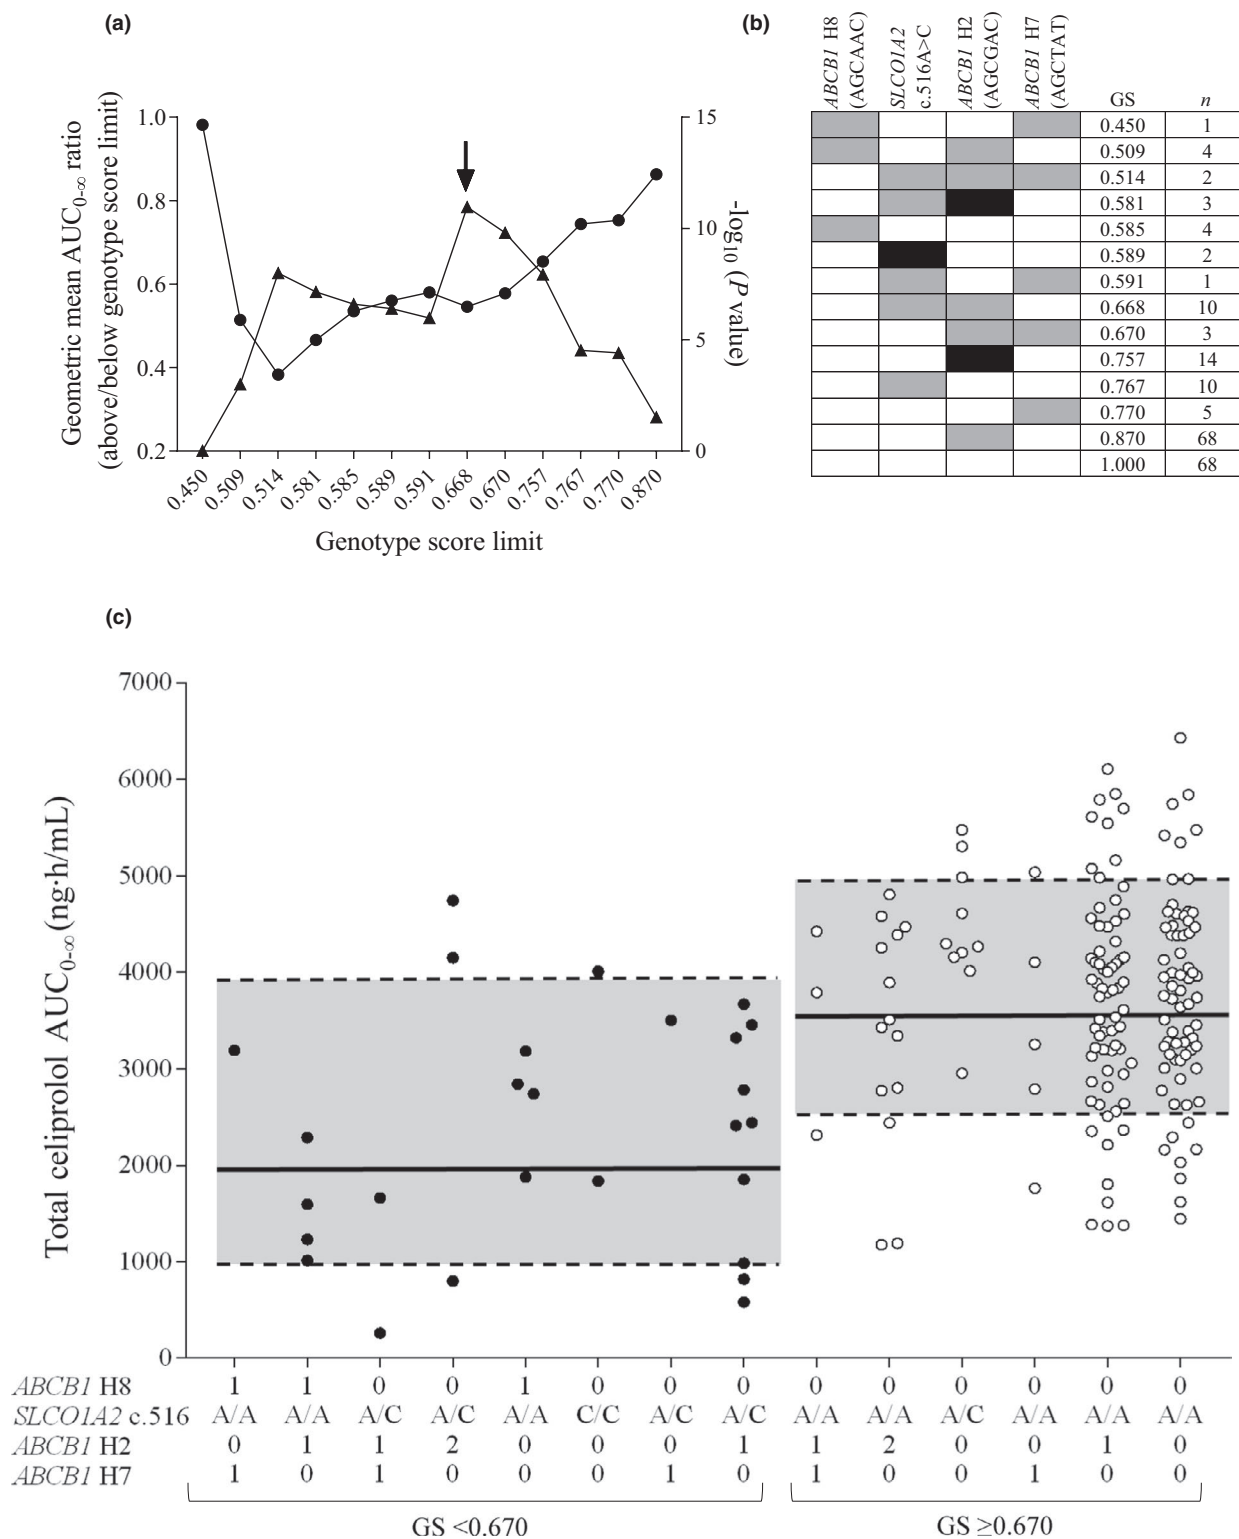 (a)
Geometric mean AUC0-∞ ratio
(above/below genotype score limit)
1.0
0.8
0.6
0.4
0.2
15
10
5
0
-log10 (P value)
0.450 0.509 0.514 0.581 0.585 0.589 0.591 0.668 0.670 0.757 0.767 0.770 0.870
Genotype score limit
(b)
ABCB1 H8 (AGCAAC)
SLCO1A2 c.516A>C
ABCB1 H2 (AGCGAC)
ABCB1 H7 (AGCTAT)
GS n
0.450 1
0.509 4
0.514 2
0.581 3
0.585 4
0.589 2
0.591 1
0.668 10
0.670 3
0.757 14
0.767 10
0.770 5
0.870 68
1.000 68
(c)
Total celiprolol AUC0-∞ (ng·h/mL)
7000
6000
5000
4000
3000
2000
1000
0
ABCB1 H8 1 1 0 0 1 0 0 0 0 0 0 0 0 0
SLCO1A2 c.516 A/A A/A A/C A/C A/A C/C A/C A/C A/A A/A A/C A/A A/A A/A
ABCB1 H2 0 1 1 2 0 0 0 1 1 2 0 0 1 0
ABCB1 H7 1 0 1 0 0 0 1 0 1 0 0 1 0 0
GS <0.670
GS ≥0.670